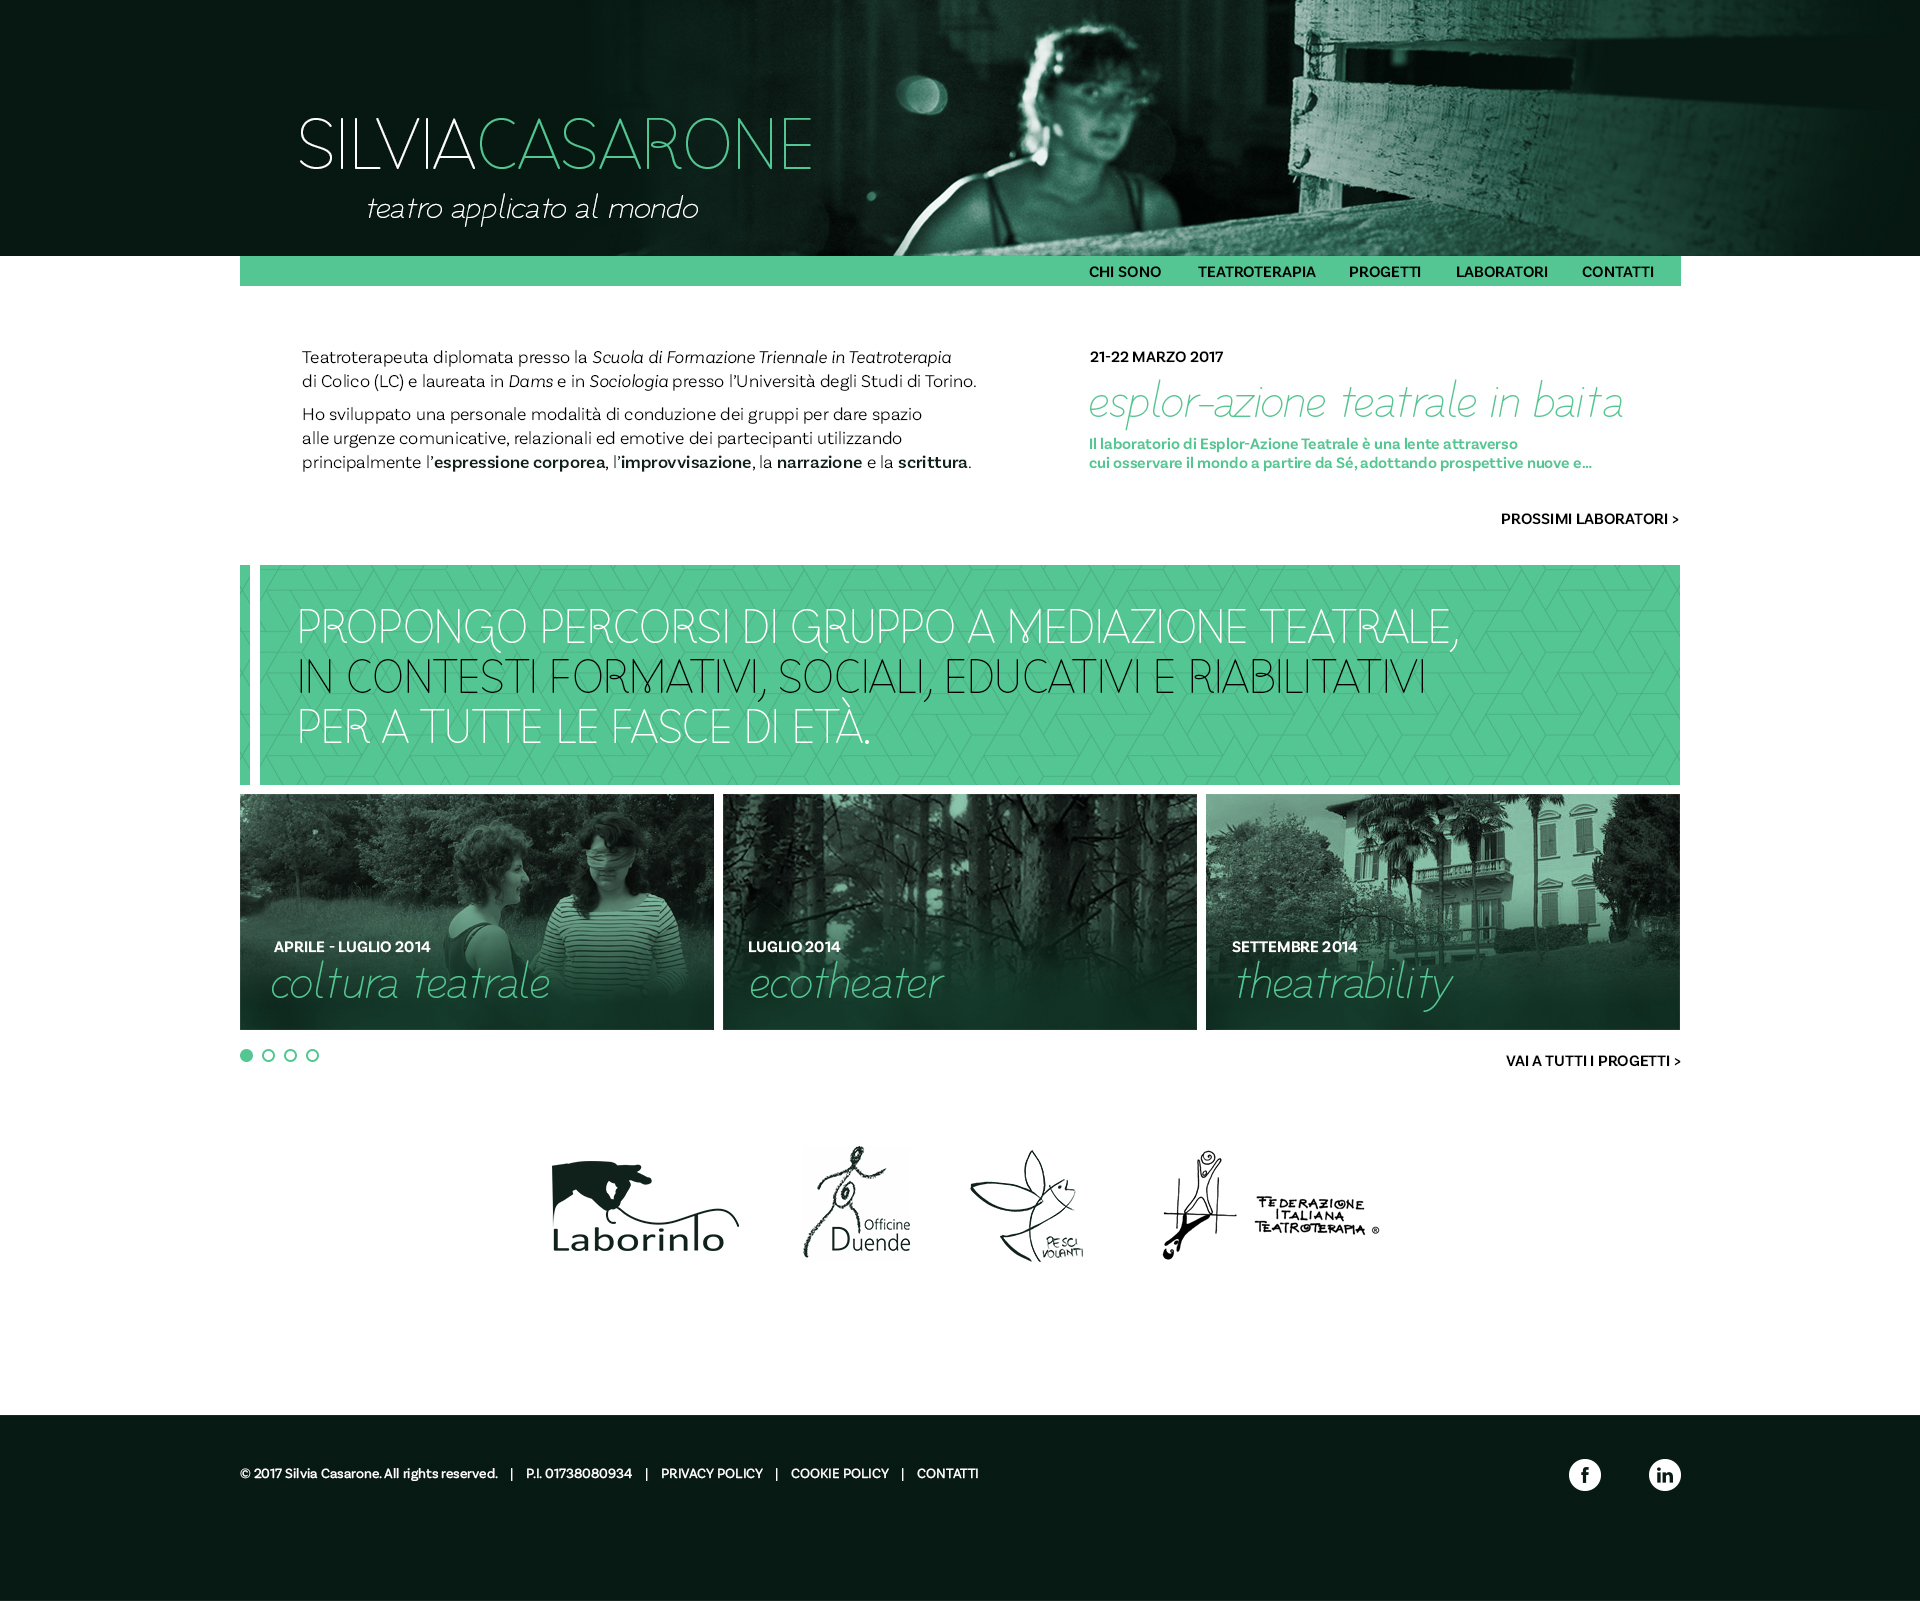 SILVIACASARONE
teatro applicato al mondo
CHI SONO TEATROTERAPIA PROGETTI LABORATORI CONTATTI
Teatroterapeuta diplomata presso la Scuola di Formazione Triennale in Teatroterapia
di Colico (LC) e laureata in Dams e in Sociologia presso l’Università degli Studi di Torino.
Ho sviluppato una personale modalità di conduzione dei gruppi per dare spazio
alle urgenze comunicative, relazionali ed emotive dei partecipanti utilizzando
principalmente l’espressione corporea, l’improvvisazione, la narrazione e la scrittura.
21-22 MARZO 2017
esplor-azione teatrale in baita
Il laboratorio di Esplor-Azione Teatrale è una lente attraverso
cui osservare il mondo a partire da Sé, adottando prospettive nuove e...
PROSSIMI LABORATORI >
PROPONGO PERCORSI DI GRUPPO A MEDIAZIONE TEATRALE,
IN CONTESTI FORMATIVI, SOCIALI, EDUCATIVI E RIABILITATIVI
PER A TUTTE LE FASCE DI ETÀ.
APRILE - LUGLIO 2014
coltura teatrale
LUGLIO 2014
ecotheater
SETTEMBRE 2014
theatrability
VAI A TUTTI I PROGETTI >
Laborinto
Officine
Duende
PESCI
VOLANTI
FEDERAZIONE
ITALIANA
TEATROTERAPIA ®
© 2017 Silvia Casarone. All rights reserved. | P.I. 01738080934 | PRIVACY POLICY | COOKIE POLICY | CONTATTI
f in